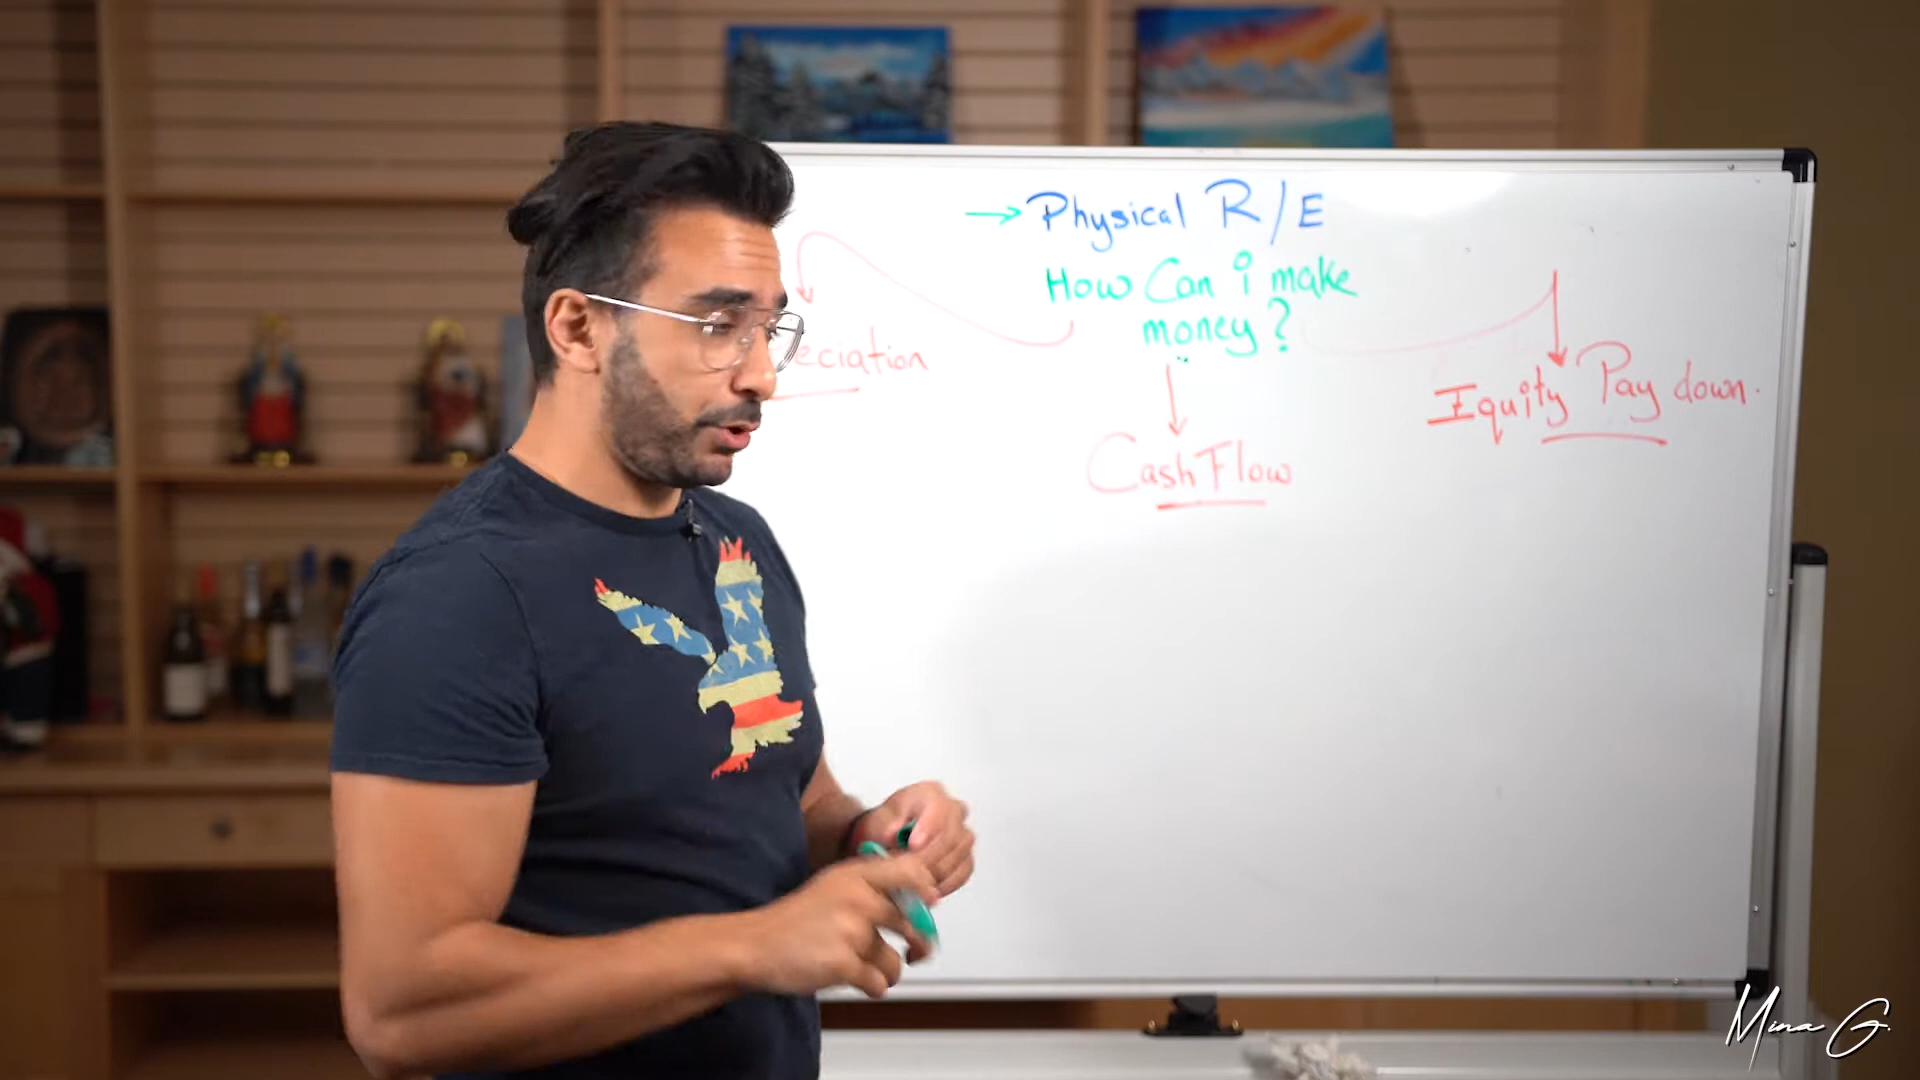 → Physical R/E
How Can i make
money?
eciation
Cash Flow
Equity Pay down.
Mina G.